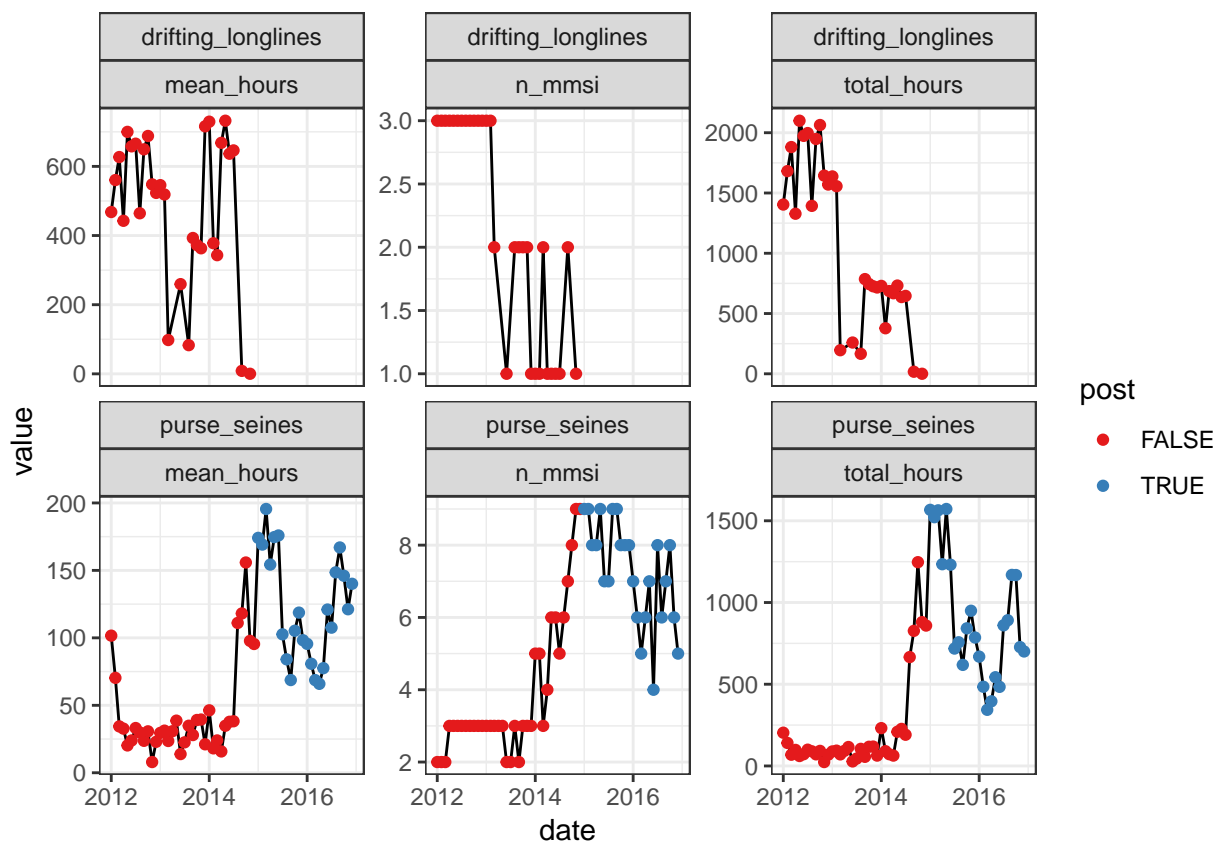 drifting_longlines drifting_longlines drifting_longlines
mean_hours n_mmsi total_hours
600
400
200
0
3.0
2.5
2.0
1.5
1.0
2000
1500
1000
500
0
purse_seines purse_seines purse_seines
mean_hours n_mmsi total_hours
200
150
100
50
0
8
6
4
2
1500
1000
500
0
2012 2014 2016 2012 2014 2016 2012 2014 2016
value
date
post
FALSE
TRUE